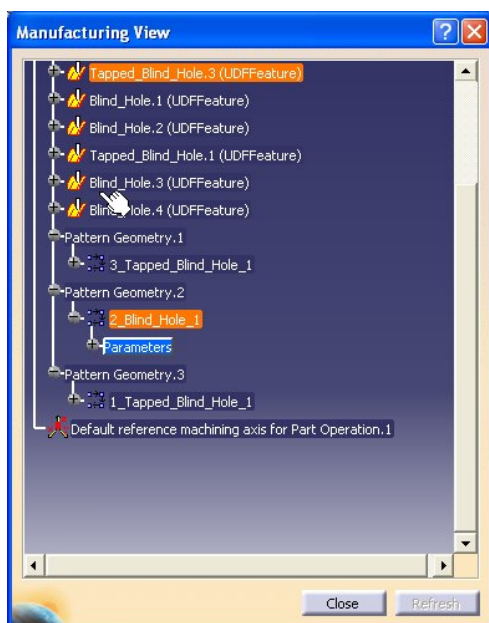 Manufacturing View
Tapped_Blind_Hole.3 (UDFFeature)
Blind_Hole.1 (UDFFeature)
Blind_Hole.2 (UDFFeature)
Tapped_Blind_Hole.1 (UDFFeature)
Blind_Hole.3 (UDFFeature)
Blind_Hole.4 (UDFFeature)
Pattern Geometry.1
3_Tapped_Blind_Hole_1
Pattern Geometry.2
2_Blind_Hole_1
Parameters
Pattern Geometry.3
1_Tapped_Blind_Hole_1
Default reference machining axis for Part Operation.1
Close Refresh